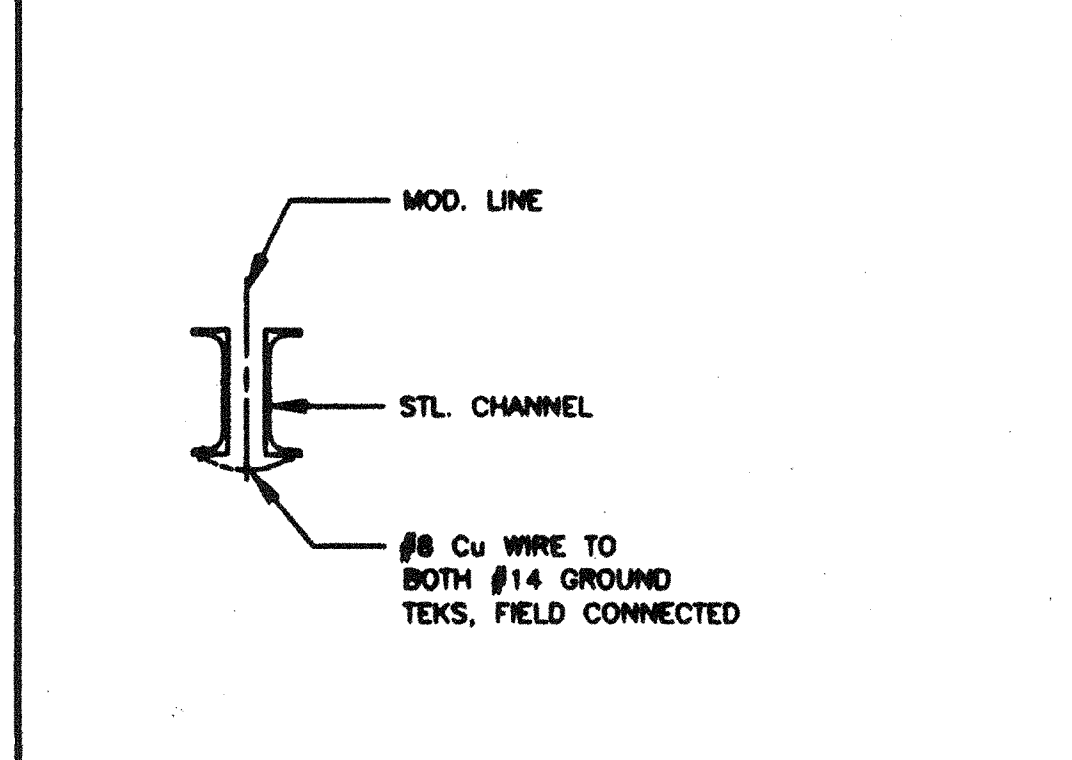 MOD. LINE
STL. CHANNEL
#8 Cu WIRE TO
BOTH #14 GROUND
TEKS, FIELD CONNECTED